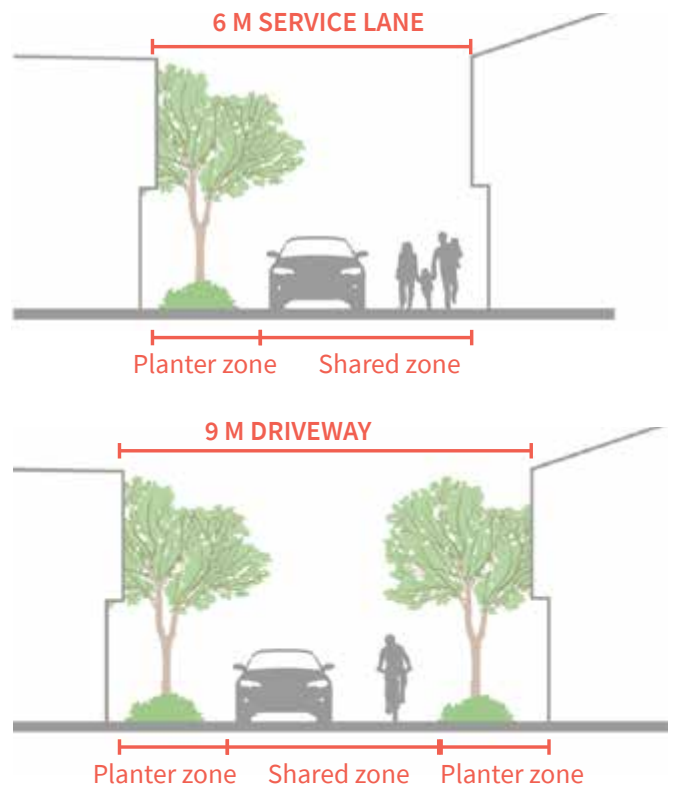 6 M SERVICE LANE
Planter zone Shared zone
9 M DRIVEWAY
Planter zone Shared zone Planter zone